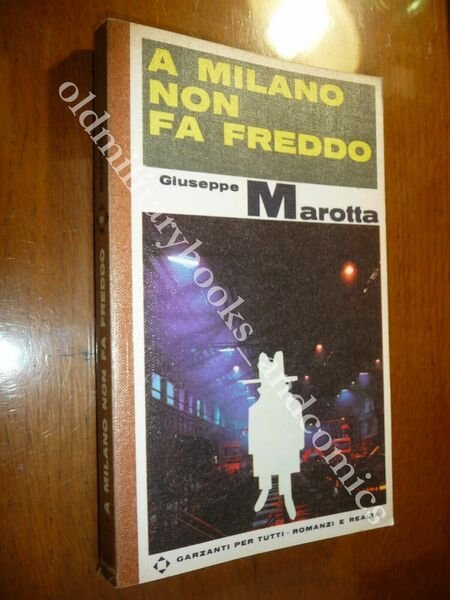 A MILANO
NON
FA FREDDO
Giuseppe Marotta
GARZANTI PER TUTTI · ROMANZI E REALTÀ
A MILANO NON FA FREDDO
oldmilitarybooks_andcomics